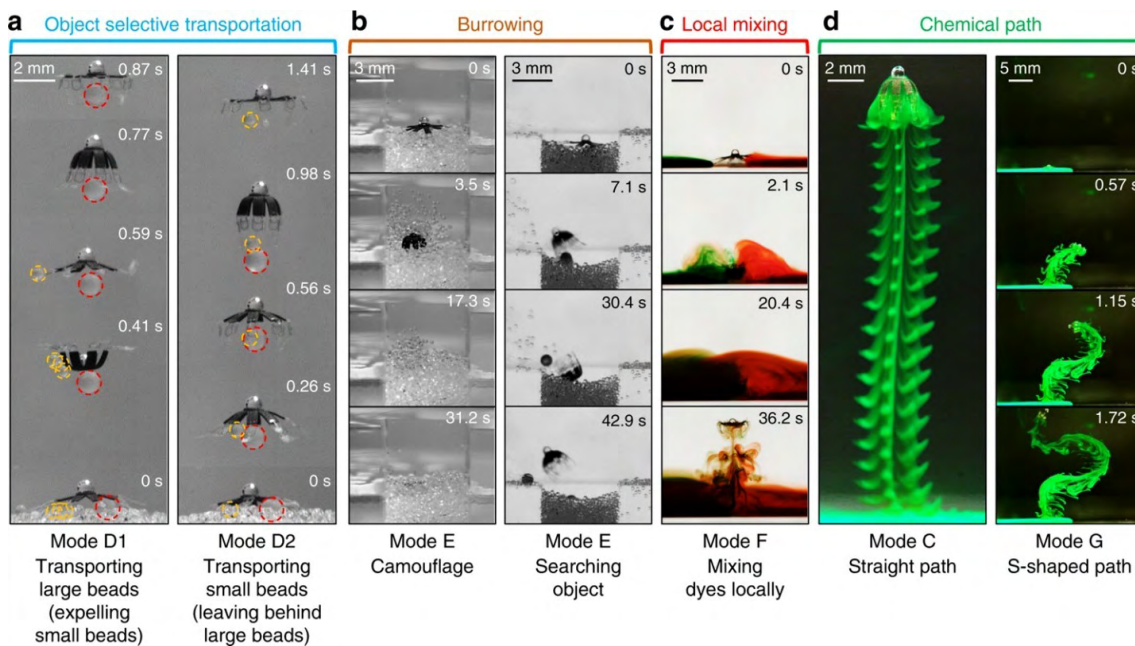 a Object selective transportation
b Burrowing
c Local mixing
d Chemical path
2 mm 0.87 s
0.77 s
0.59 s
0.41 s
0 s
Mode D1
Transporting
large beads
(expelling
small beads)
1.41 s
0.98 s
0.56 s
0.26 s
0 s
Mode D2
Transporting
small beads
(leaving behind
large beads)
3 mm 0 s
3.5 s
17.3 s
31.2 s
Mode E
Camouflage
3 mm 0 s
7.1 s
30.4 s
42.9 s
Mode E
Searching
object
3 mm 0 s
2.1 s
20.4 s
36.2 s
Mode F
Mixing
dyes locally
2 mm
Mode C
Straight path
5 mm 0 s
0.57 s
1.15 s
1.72 s
Mode G
S-shaped path